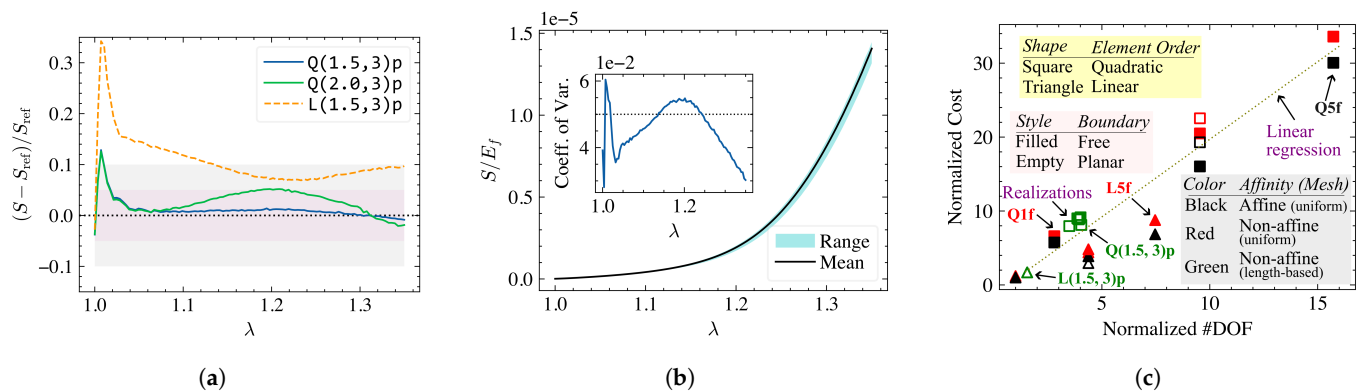 0.3
0.2
0.1
0.0
−0.1
1.0
1.1
1.2
1.3
(S − S_ref)/S_ref
λ
Q(1.5,3)p
Q(2.0,3)p
L(1.5,3)p
(a)
1e−5
1.5
1.0
0.5
0.0
1.0
1.1
1.2
1.3
S/E_f
λ
6e−2
4
2
1.0
1.2
Coeff. of Var.
λ
Range
Mean
(b)
40
30
20
10
0
5
10
15
Normalized Cost
Normalized #DOF
Shape Element Order
Square Quadratic
Triangle Linear
Style Boundary
Filled Free
Empty Planar
Q5f
Linear
regression
Color Affinity (Mesh)
Black Affine (uniform)
Red Non-affine
(uniform)
Green Non-affine
(length-based)
Realizations
L5f
Q1f
Q(1.5, 3)p
L(1.5, 3)p
(c)